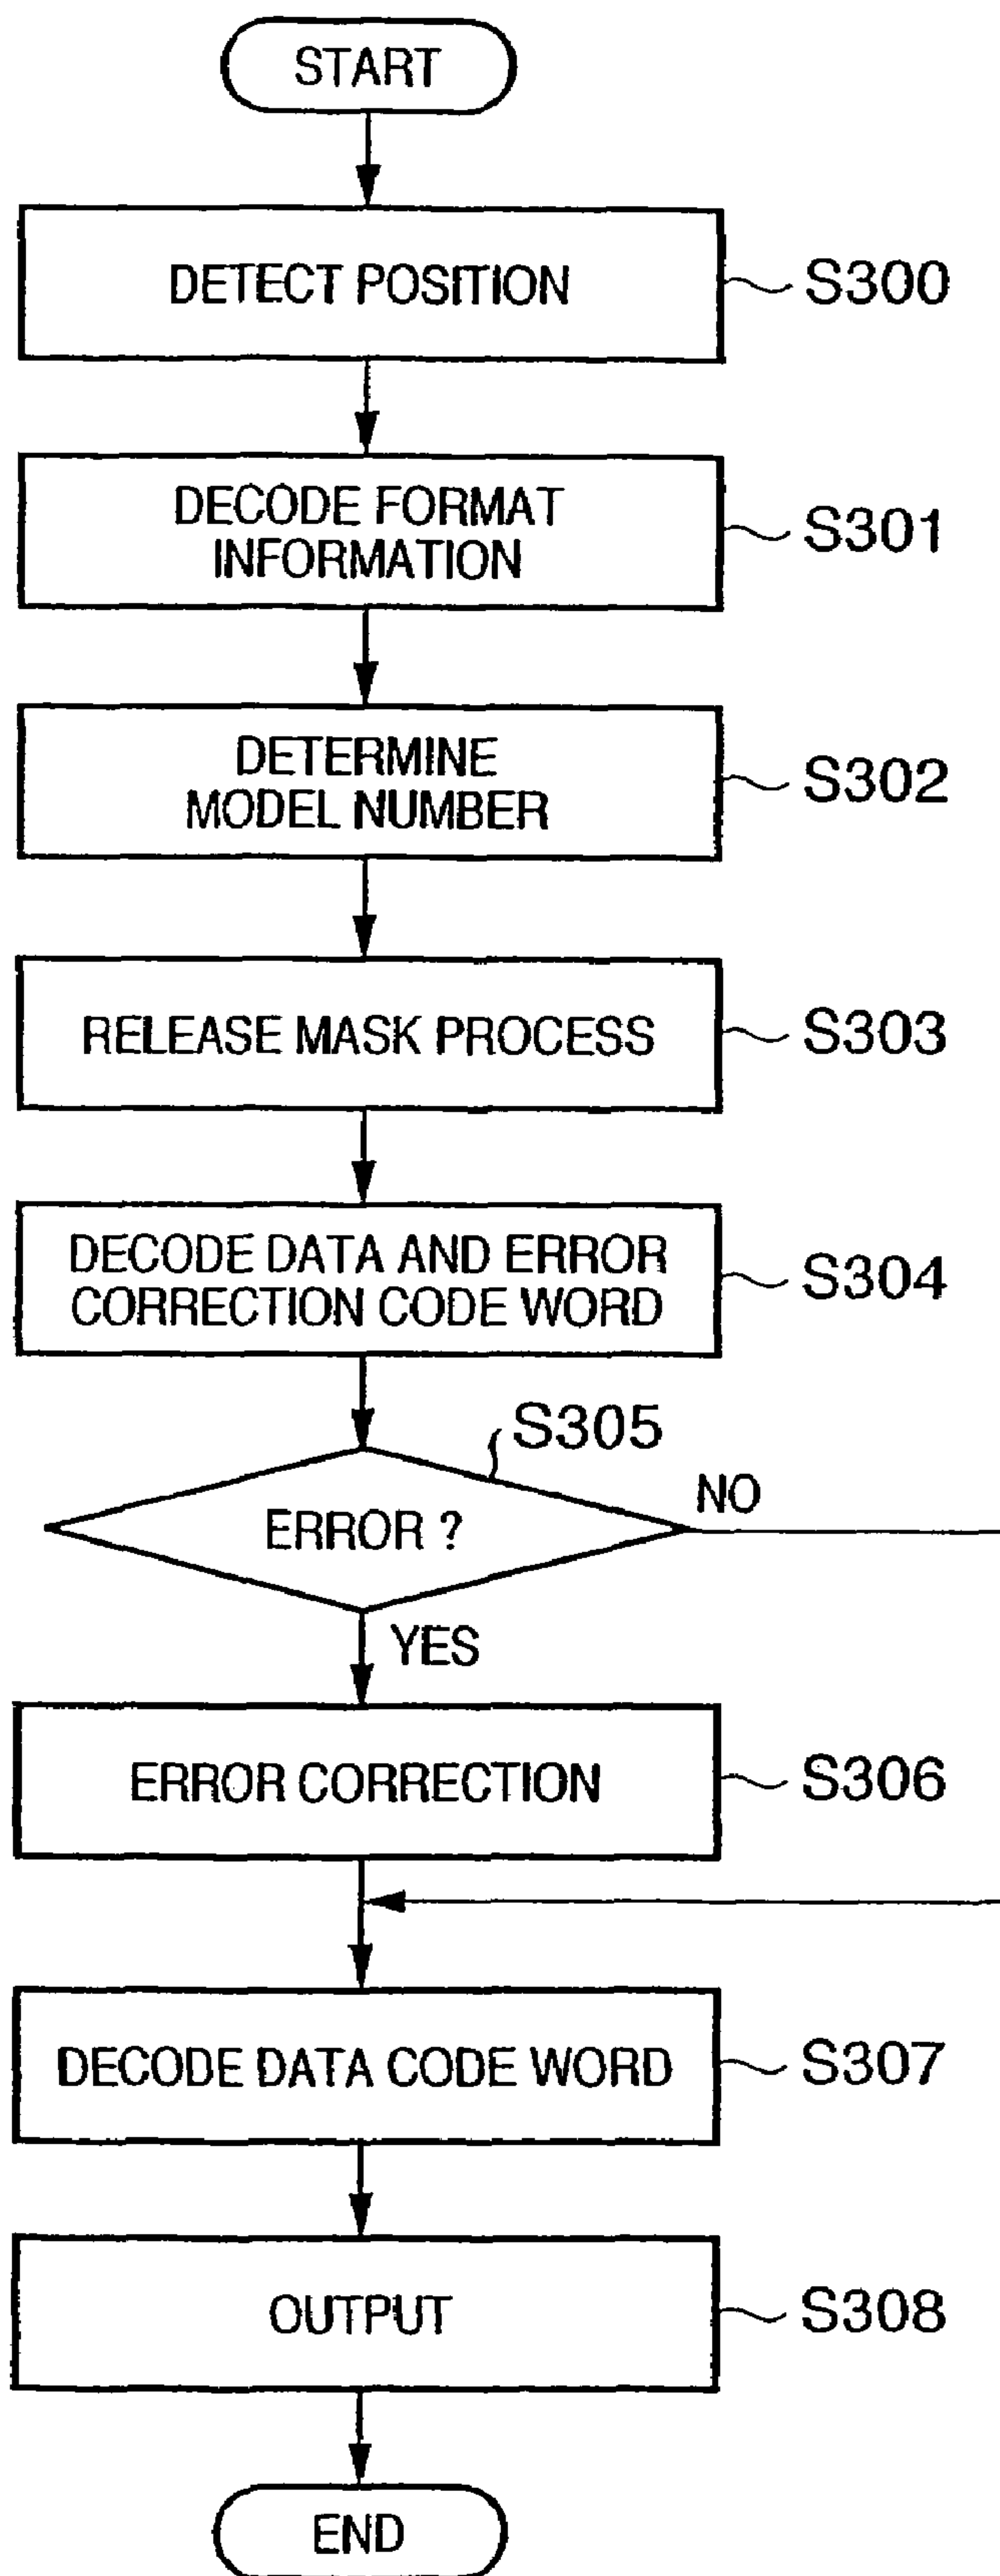 START
DETECT POSITION
S300
DECODE FORMAT
INFORMATION
S301
DETERMINE
MODEL NUMBER
S302
RELEASE MASK PROCESS
S303
DECODE DATA AND ERROR
CORRECTION CODE WORD
S304
S305
ERROR ?
NO
YES
ERROR CORRECTION
S306
DECODE DATA CODE WORD
S307
OUTPUT
S308
END